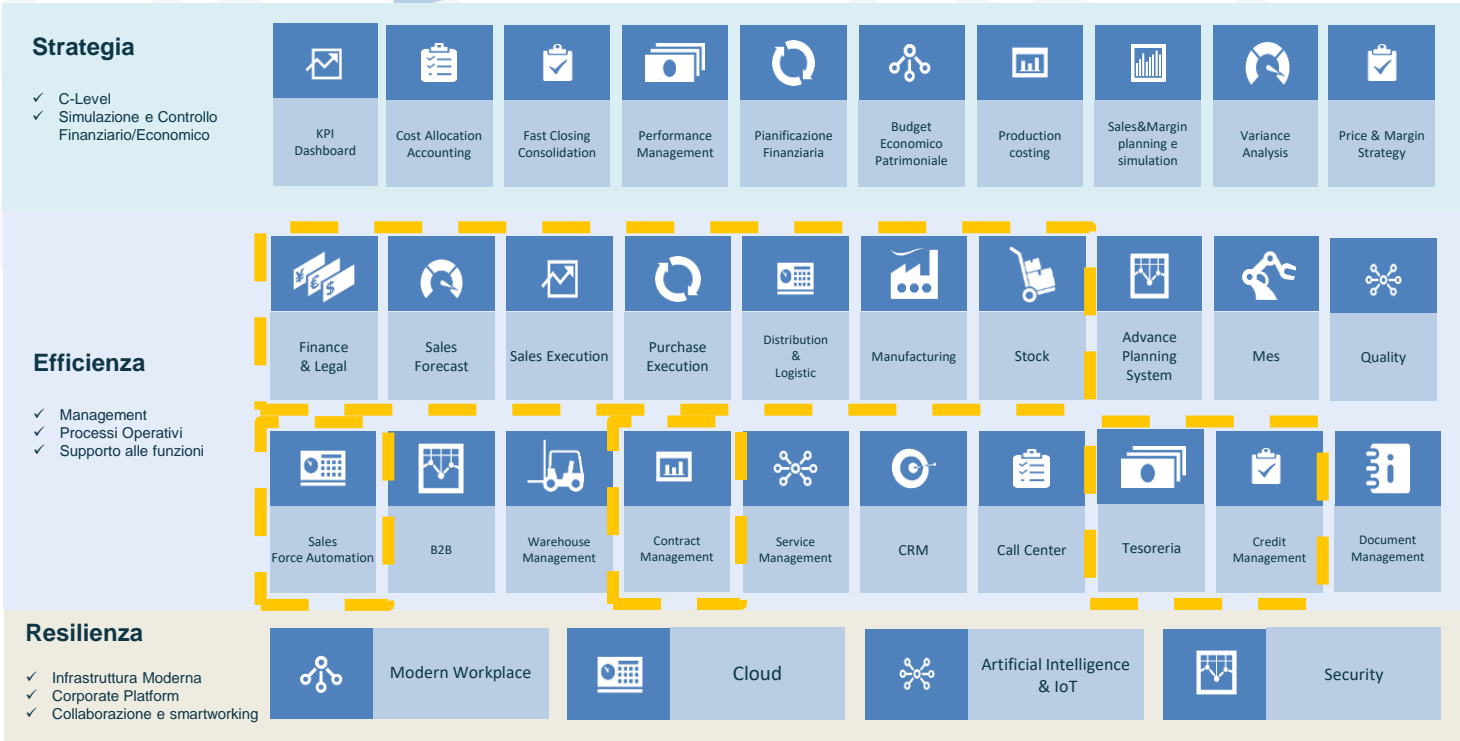 Strategia
✓ C-Level
✓ Simulazione e Controllo
Finanziario/Economico
KPI
Dashboard
Cost Allocation
Accounting
Fast Closing
Consolidation
Performance
Management
Pianificazione
Finanziaria
Budget
Economico
Patrimoniale
Production
costing
Sales&Margin
planning e
simulation
Variance
Analysis
Price & Margin
Strategy
Efficienza
✓ Management
✓ Processi Operativi
✓ Supporto alle funzioni
¥ € $
Finance
& Legal
Sales
Forecast
Sales Execution
Purchase
Execution
Distribution
&
Logistic
Manufacturing
Stock
Advance
Planning
System
Mes
Quality
Sales
Force Automation
B2B
Warehouse
Management
Contract
Management
Service
Management
CRM
Call Center
Tesoreria
Credit
Management
Document
Management
Resilienza
✓ Infrastruttura Moderna
✓ Corporate Platform
✓ Collaborazione e smartworking
Modern Workplace
Cloud
Artificial Intelligence
& IoT
Security